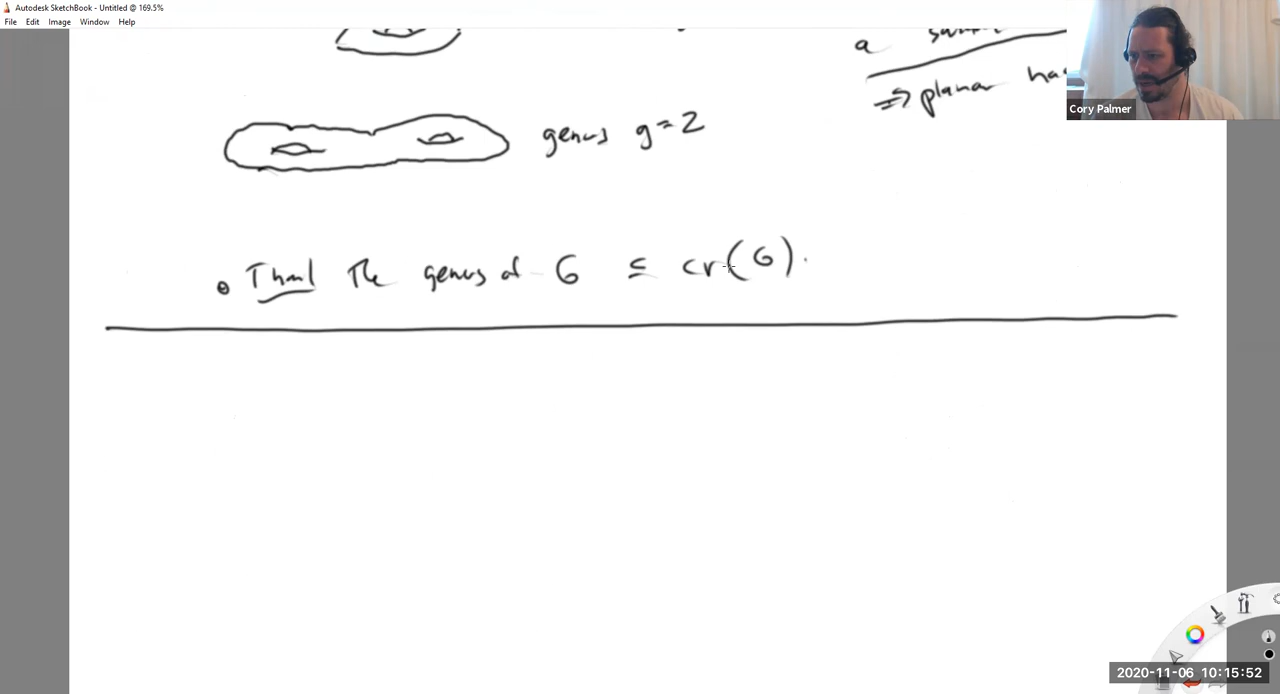 Autodesk SketchBook - Untitled @ 169.5%
File Edit Image Window Help
a
⇒ planar
Cory Palmer
genus g=2
• Thm The genus of G ≤ cr(G).
2020-11-06 10:15:52